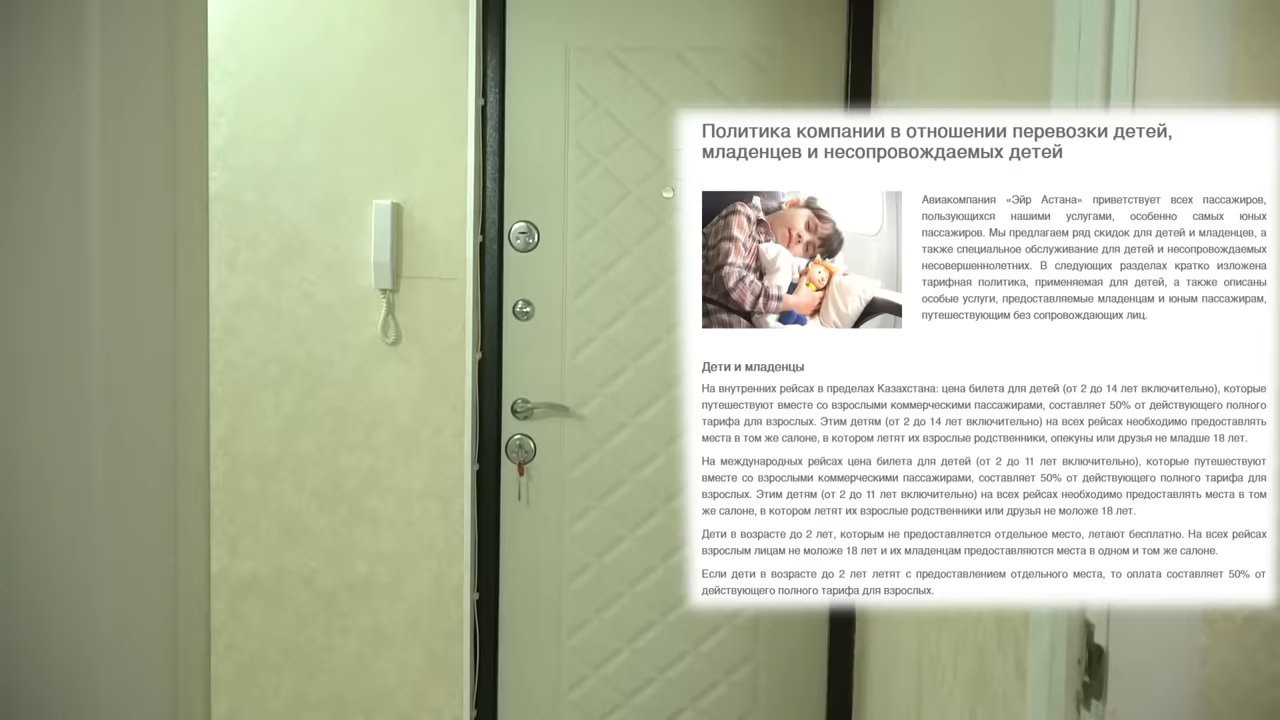 Политика компании в отношении перевозки детей,
младенцев и несопровождаемых детей
Авиакомпания «Эйр Астана» приветствует всех пассажиров,
пользующихся нашими услугами, особенно самых юных
пассажиров. Мы предлагаем ряд скидок для детей и младенцев, а
также специальное обслуживание для детей и несопровождаемых
несовершеннолетних. В следующих разделах кратко изложена
тарифная политика, применяемая для детей, а также описаны
особые услуги, предоставляемые младенцам и юным пассажирам,
путешествующим без сопровождающих лиц.
Дети и младенцы
На внутренних рейсах в пределах Казахстана: цена билета для детей (от 2 до 14 лет включительно), которые
путешествуют вместе со взрослыми коммерческими пассажирами, составляет 50% от действующего полного
тарифа для взрослых. Этим детям (от 2 до 14 лет включительно) на всех рейсах необходимо предоставлять
места в том же салоне, в котором летят их взрослые родственники, опекуны или друзья не младше 18 лет.
На международных рейсах цена билета для детей (от 2 до 11 лет включительно), которые путешествуют
вместе со взрослыми коммерческими пассажирами, составляет 50% от действующего полного тарифа для
взрослых. Этим детям (от 2 до 11 лет включительно) на всех рейсах необходимо предоставлять места в том
же салоне, в котором летят их взрослые родственники или друзья не моложе 18 лет.
Дети в возрасте до 2 лет, которым не предоставляется отдельное место, летают бесплатно. На всех рейсах
взрослым лицам не моложе 18 лет и их младенцам предоставляются места в одном и том же салоне.
Если дети в возрасте до 2 лет летят с предоставлением отдельного места, то оплата составляет 50% от
действующего полного тарифа для взрослых.